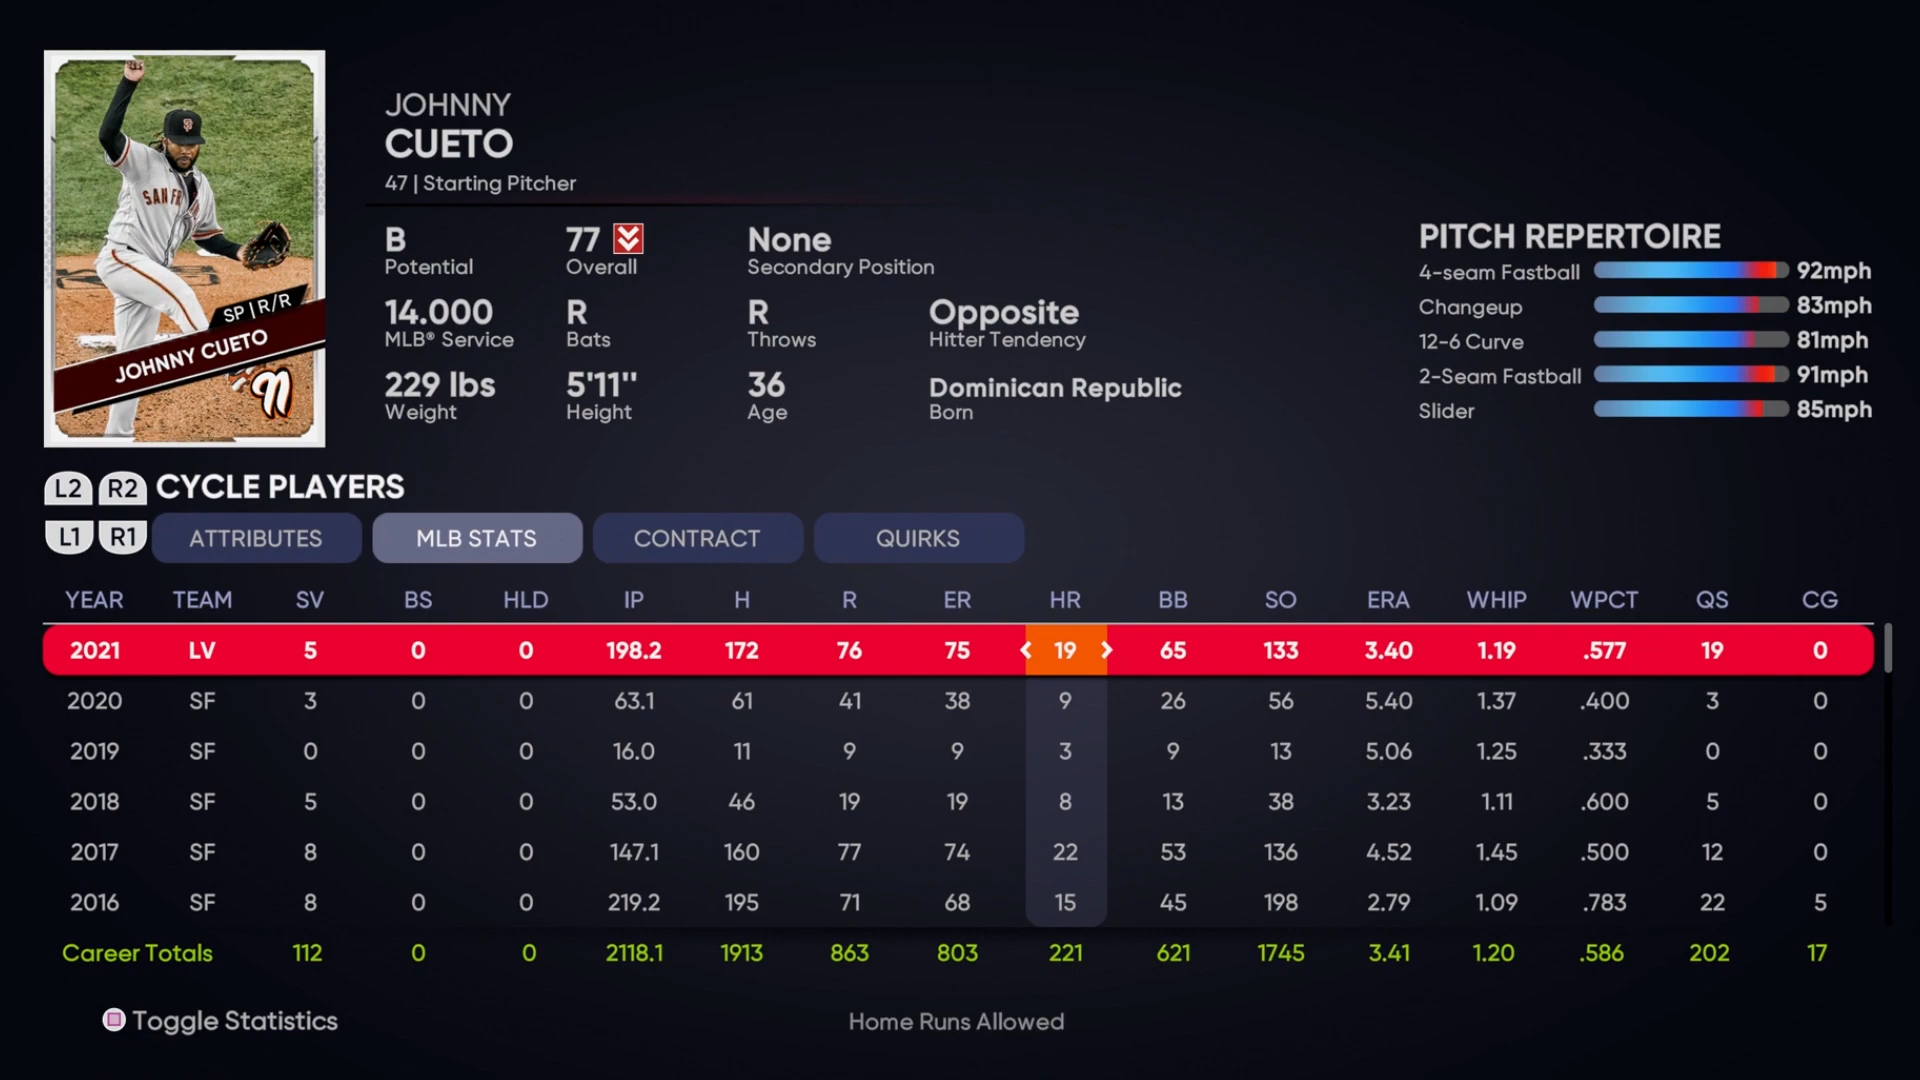 JOHNNY
CUETO
47 | Starting Pitcher
SAN FR
SP | R/R
JOHNNY CUETO
B
Potential
77
Overall
None
Secondary Position
14.000
MLB® Service
R
Bats
R
Throws
Opposite
Hitter Tendency
229 lbs
Weight
5'11"
Height
36
Age
Dominican Republic
Born
PITCH REPERTOIRE
4-seam Fastball 92mph
Changeup 83mph
12-6 Curve 81mph
2-Seam Fastball 91mph
Slider 85mph
L2 R2 CYCLE PLAYERS
L1 R1 ATTRIBUTES MLB STATS CONTRACT QUIRKS
YEAR TEAM SV BS HLD IP H R ER HR BB SO ERA WHIP WPCT QS CG
2021 LV 5 0 0 198.2 172 76 75 19 65 133 3.40 1.19 .577 19 0
2020 SF 3 0 0 63.1 61 41 38 9 26 56 5.40 1.37 .400 3 0
2019 SF 0 0 0 16.0 11 9 9 3 9 13 5.06 1.25 .333 0 0
2018 SF 5 0 0 53.0 46 19 19 8 13 38 3.23 1.11 .600 5 0
2017 SF 8 0 0 147.1 160 77 74 22 53 136 4.52 1.45 .500 12 0
2016 SF 8 0 0 219.2 195 71 68 15 45 198 2.79 1.09 .783 22 5
Career Totals 112 0 0 2118.1 1913 863 803 221 621 1745 3.41 1.20 .586 202 17
Toggle Statistics
Home Runs Allowed